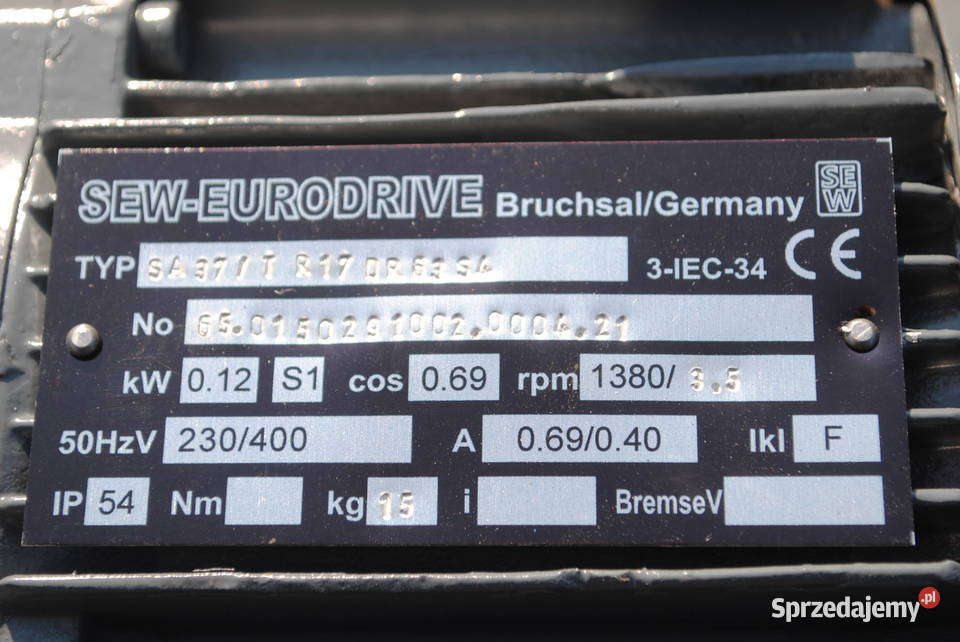 SEW-EURODRIVE Bruchsal/Germany SEW
TYP SA37/T R17 DR63S4 3-IEC-34 CE
No 65.0150291002.0004.21
kW 0.12 S1 cos 0.69 rpm 1380/ 3.5
50HzV 230/400 A 0.69/0.40 Ikl F
IP 54 Nm kg 15 i BremseV
Sprzedajemy.pl